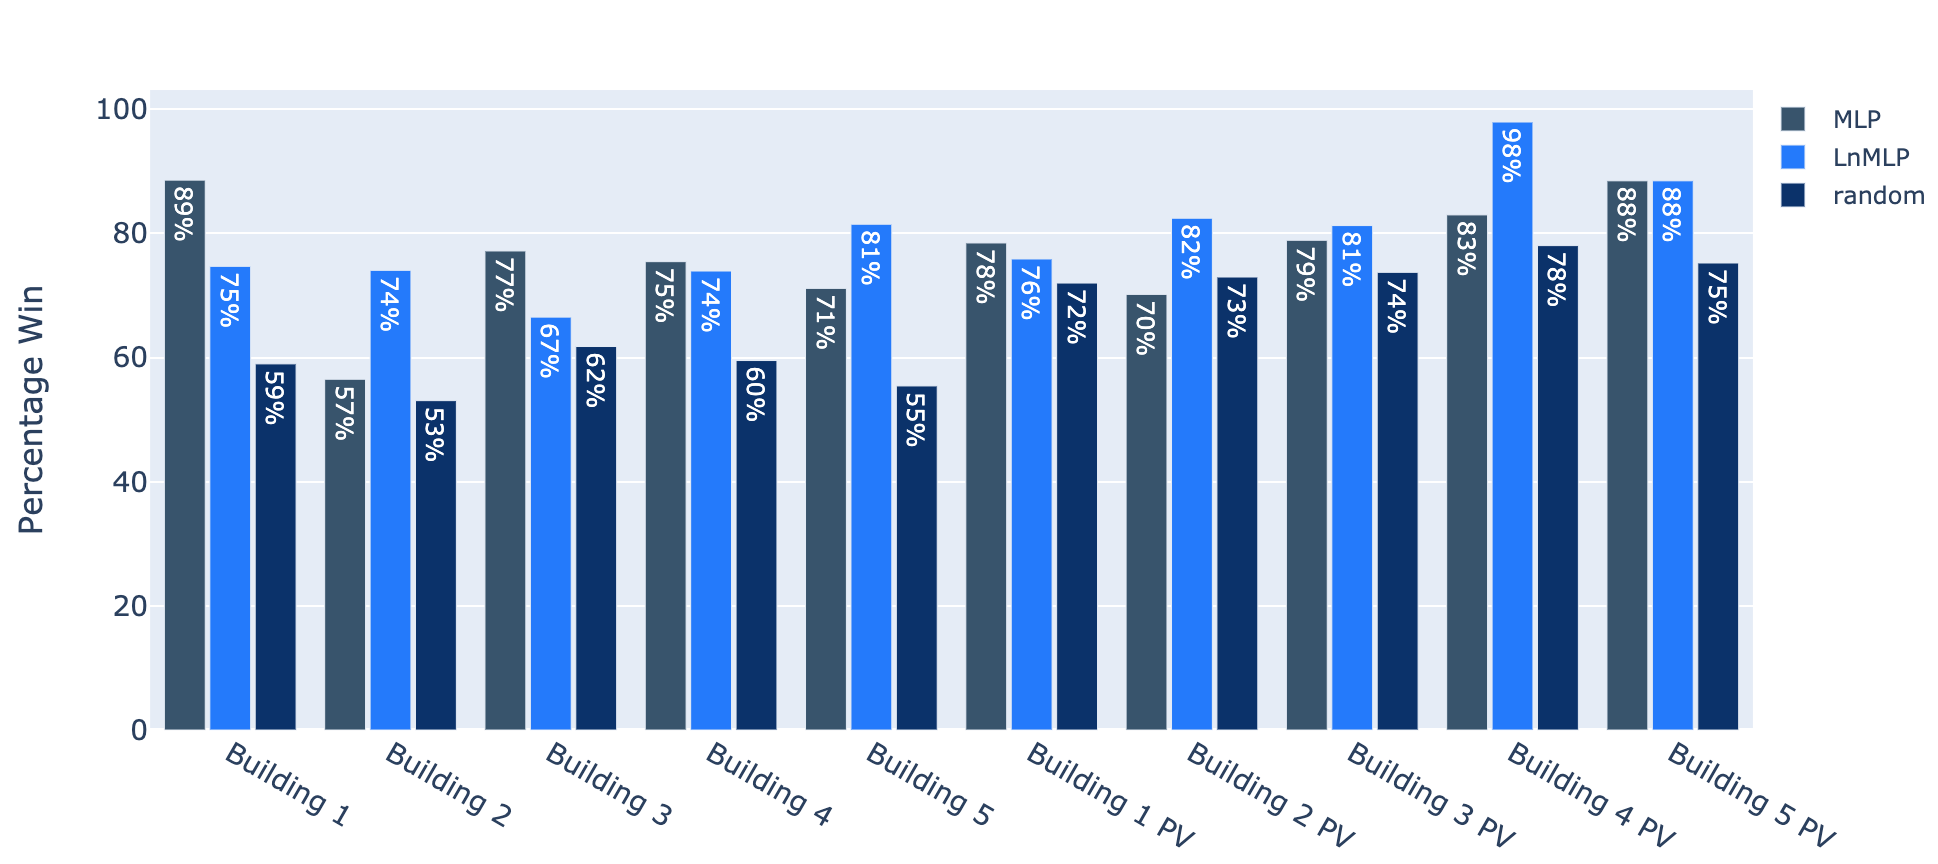 Percentage Win
100
80
60
40
20
0
89%
75%
59%
57%
74%
53%
77%
67%
62%
75%
74%
60%
71%
81%
55%
78%
76%
72%
70%
82%
73%
79%
81%
74%
83%
98%
78%
88%
88%
75%
Building 1
Building 2
Building 3
Building 4
Building 5
Building 1 PV
Building 2 PV
Building 3 PV
Building 4 PV
Building 5 PV
MLP
LnMLP
random